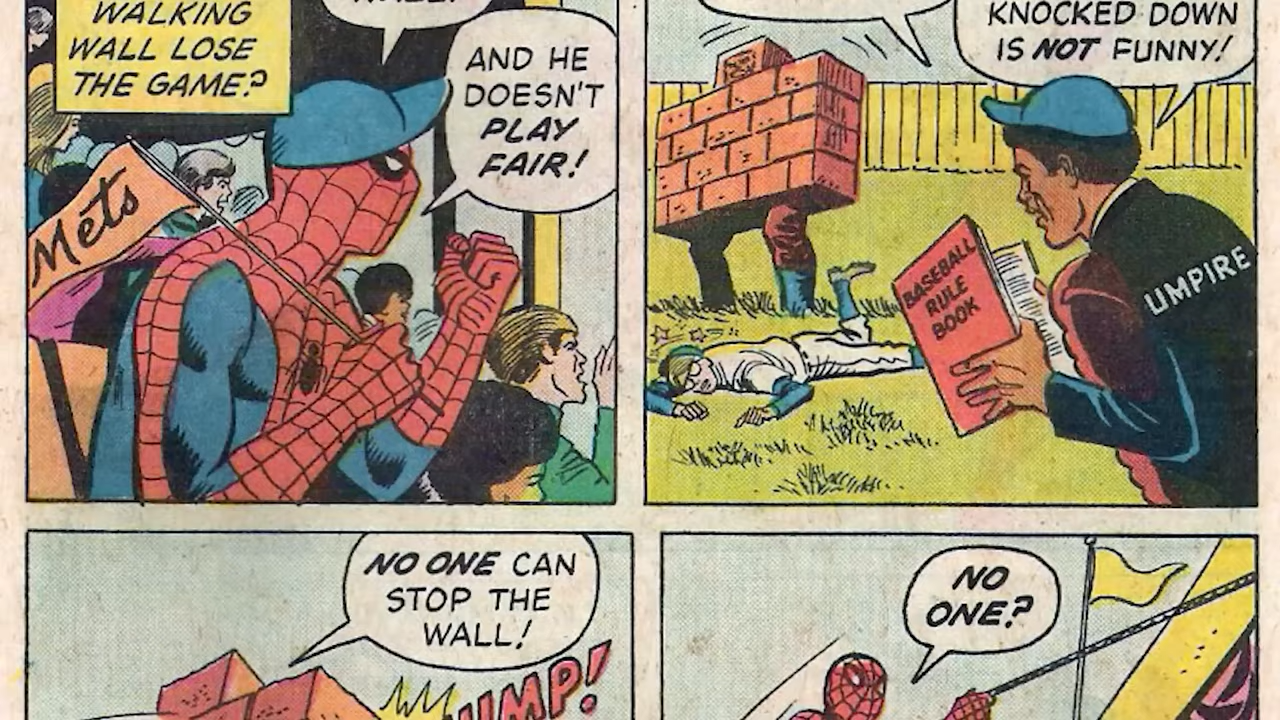 WALKING
WALL LOSE
THE GAME?
WALL!
AND HE
DOESN'T
PLAY
FAIR!
Mets
KNOCKED DOWN
IS NOT FUNNY!
BASEBALL
RULE
BOOK
UMPIRE
NO ONE CAN
STOP THE
WALL!
NO
ONE?